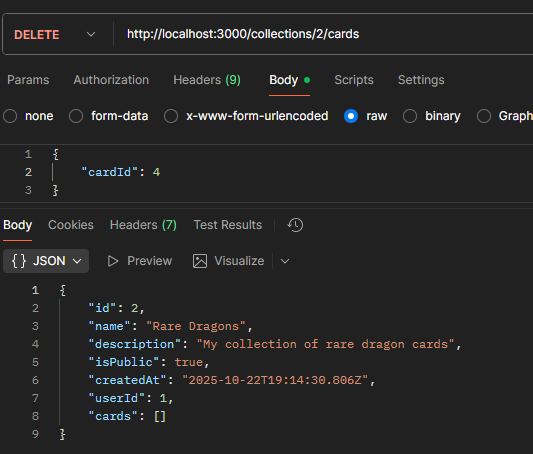 DELETE http://localhost:3000/collections/2/cards
Params Authorization Headers (9) Body Scripts Settings
none form-data x-www-form-urlencoded raw binary Graph
1 {
2 "cardId": 4
3 }
Body Cookies Headers (7) Test Results
{} JSON Preview Visualize
1 {
2 "id": 2,
3 "name": "Rare Dragons",
4 "description": "My collection of rare dragon cards",
5 "isPublic": true,
6 "createdAt": "2025-10-22T19:14:30.806Z",
7 "userId": 1,
8 "cards": []
9 }